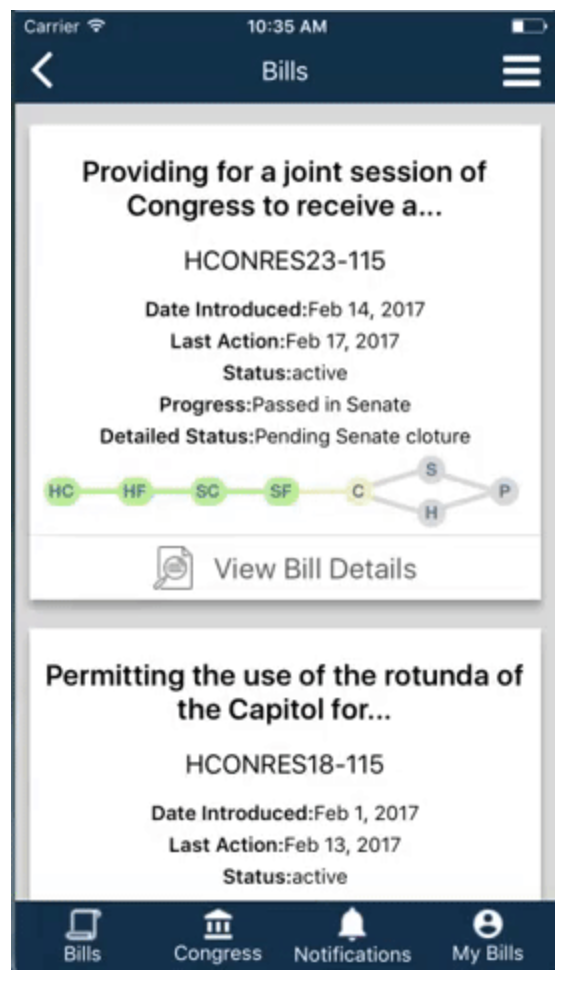 Carrier 10:35 AM
Bills
Providing for a joint session of
Congress to receive a...
HCONRES23-115
Date Introduced:Feb 14, 2017
Last Action:Feb 17, 2017
Status:active
Progress:Passed in Senate
Detailed Status:Pending Senate cloture
HC HF SC SF C S H P
View Bill Details
Permitting the use of the rotunda of
the Capitol for...
HCONRES18-115
Date Introduced:Feb 1, 2017
Last Action:Feb 13, 2017
Status:active
Bills Congress Notifications My Bills